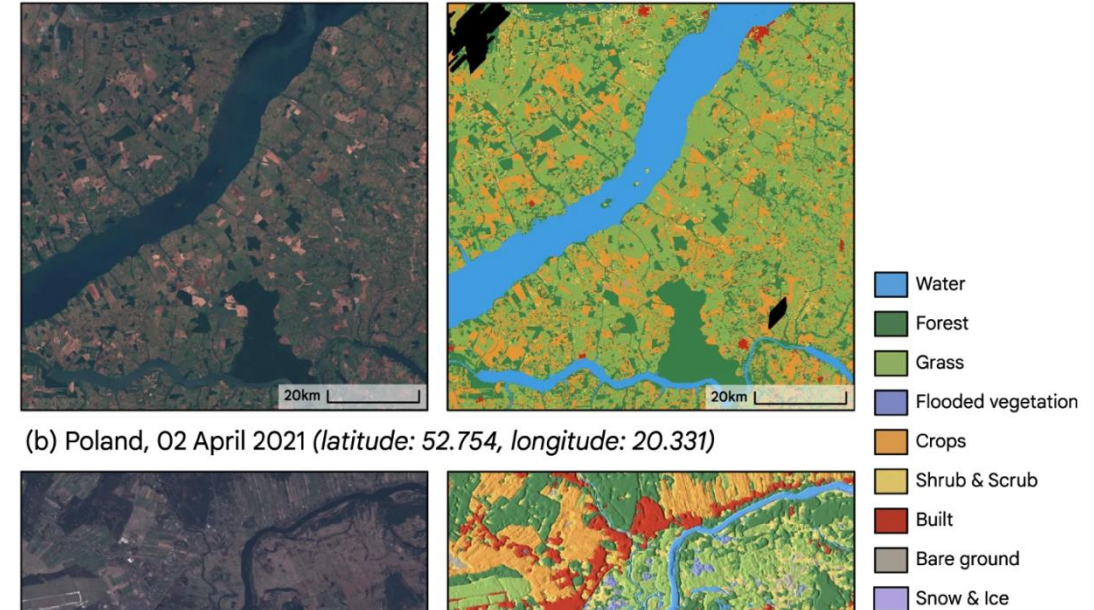 20km
20km
Water
Forest
Grass
Flooded vegetation
Crops
Shrub & Scrub
Built
Bare ground
Snow & Ice
(b) Poland, 02 April 2021 (latitude: 52.754, longitude: 20.331)